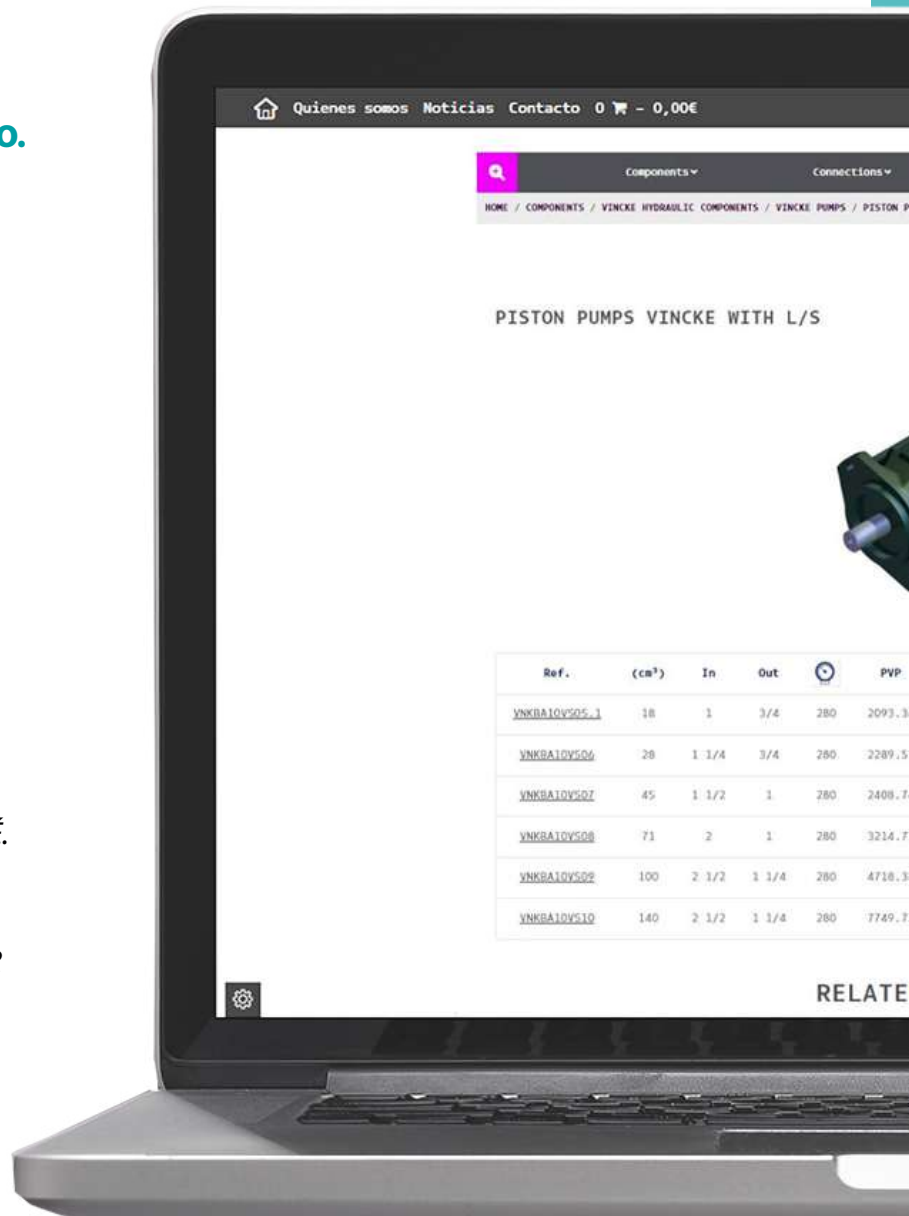 o.
Quienes somos Noticias Contacto 0 - 0,00€
Components Connections
HOME / COMPONENTS / VINCKE HYDRAULIC COMPONENTS / VINCKE PUMPS / PISTON P
PISTON PUMPS VINCKE WITH L/S
Ref. (cm³) In Out PVP
VNKBA10VS05.1 18 1 3/4 280 2093.3
VNKBA10VS06 28 1 1/4 3/4 280 2289.5
VNKBA10VS07 45 1 1/2 1 280 2408.7
VNKBA10VS08 71 2 1 280 3214.7
VNKBA10VS09 100 2 1/2 1 1/4 280 4718.3
VNKBA10VS10 140 2 1/2 1 1/4 280 7749.7
RELATE